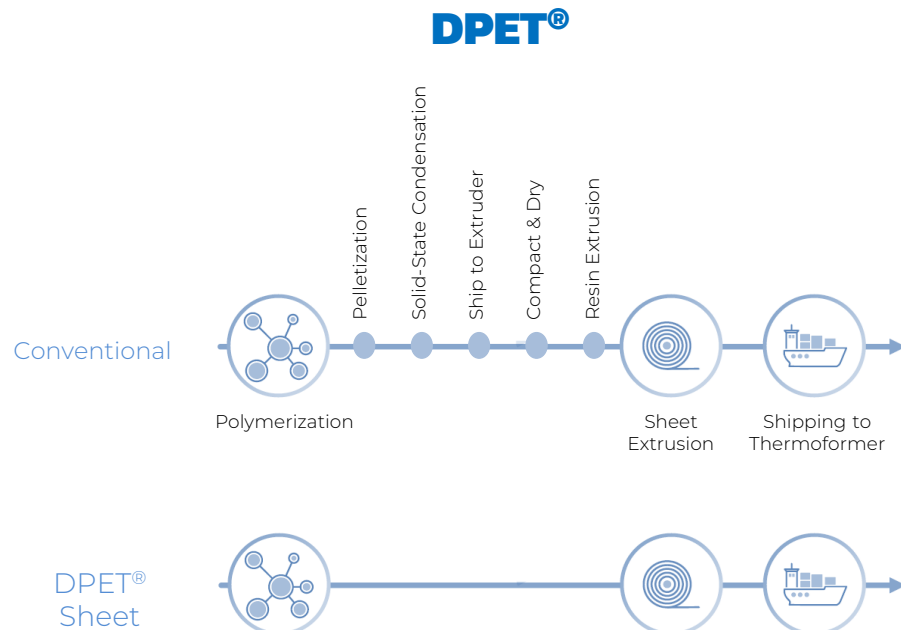 DPET®
Pelletization
Solid-State Condensation
Ship to Extruder
Compact & Dry
Resin Extrusion
Conventional
Polymerization
Sheet
Extrusion
Shipping to
Thermoformer
DPET®
Sheet